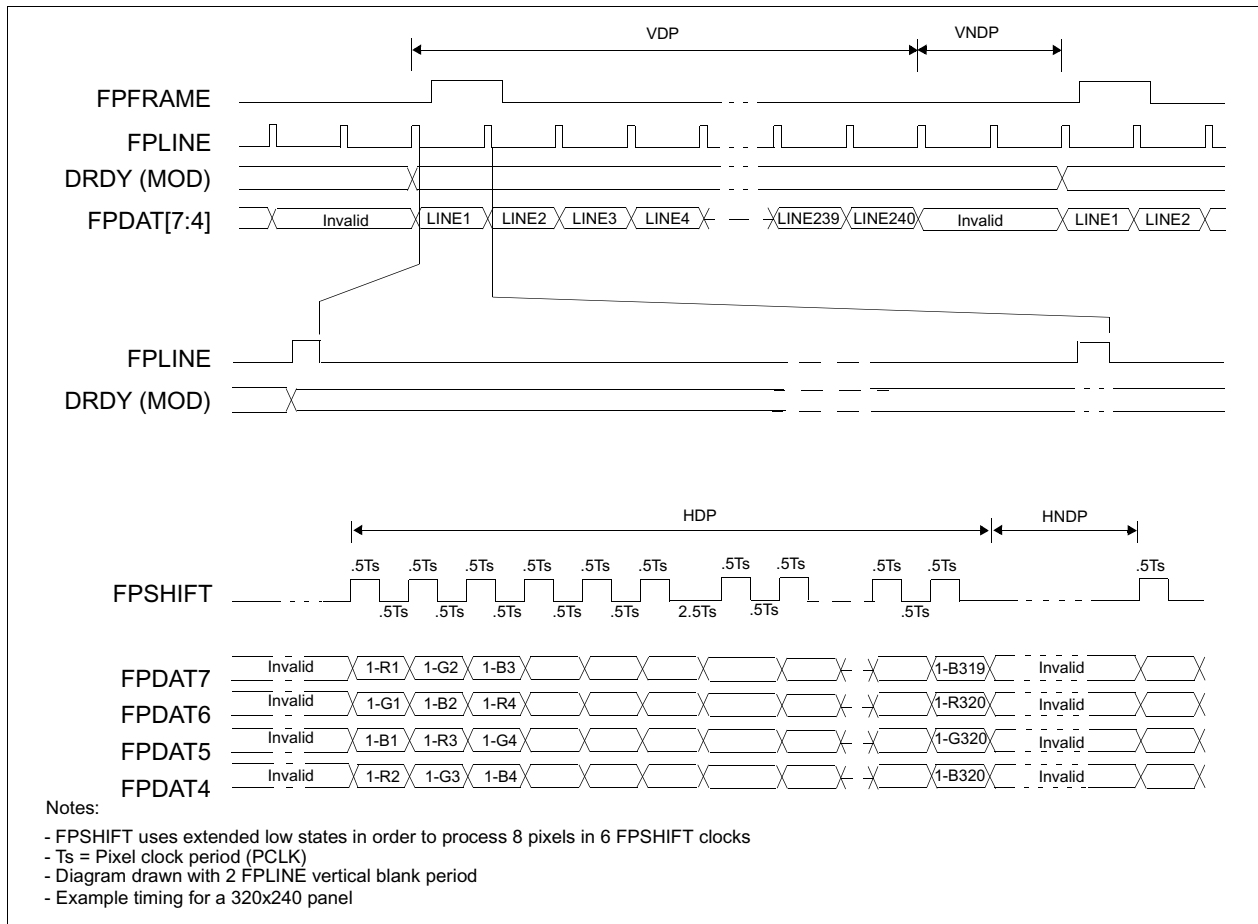 VDP VNDP
FPFRAME
FPLINE
DRDY (MOD)
FPDAT[7:4] Invalid LINE1 LINE2 LINE3 LINE4 LINE239 LINE240 Invalid LINE1 LINE2
FPLINE
DRDY (MOD)
HDP HNDP
.5Ts .5Ts .5Ts .5Ts .5Ts .5Ts .5Ts .5Ts .5Ts .5Ts .5Ts
FPSHIFT
.5Ts .5Ts .5Ts .5Ts .5Ts 2.5Ts .5Ts .5Ts
FPDAT7 Invalid 1-R1 1-G2 1-B3 1-B319 Invalid
FPDAT6 Invalid 1-G1 1-B2 1-R4 1-R320 Invalid
FPDAT5 Invalid 1-B1 1-R3 1-G4 1-G320 Invalid
FPDAT4 Invalid 1-R2 1-G3 1-B4 1-B320 Invalid
Notes:
- FPSHIFT uses extended low states in order to process 8 pixels in 6 FPSHIFT clocks
- Ts = Pixel clock period (PCLK)
- Diagram drawn with 2 FPLINE vertical blank period
- Example timing for a 320x240 panel